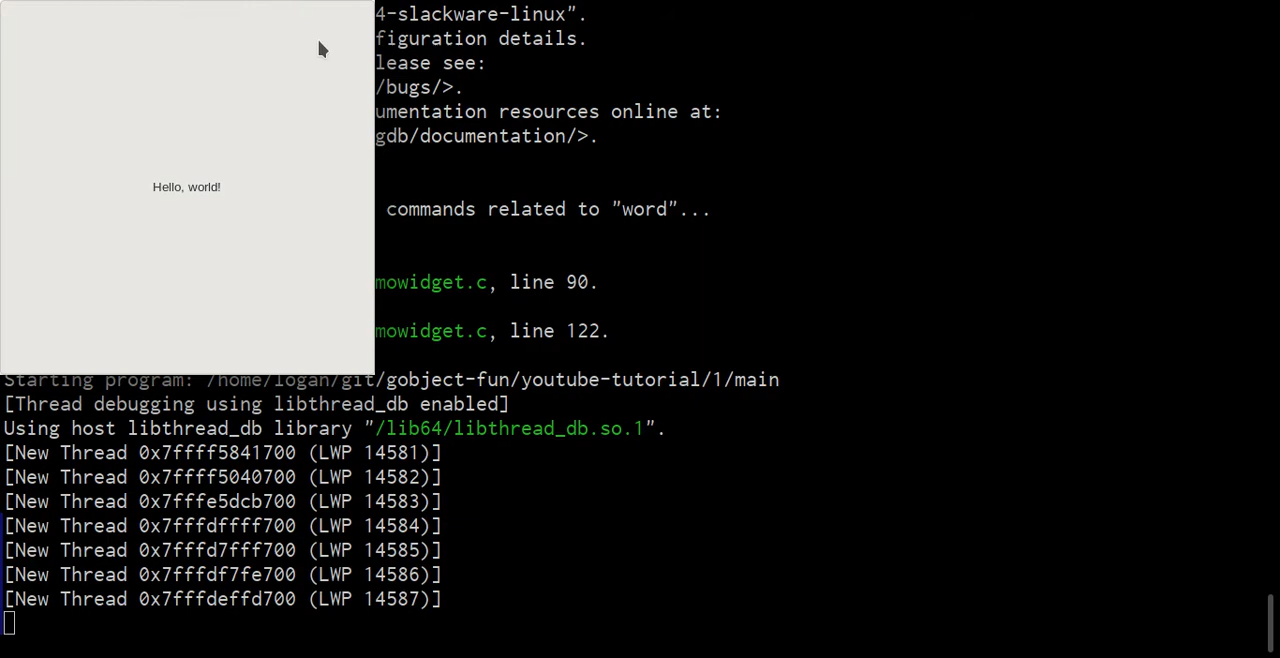 4-slackware-linux".
figuration details.
lease see:
/bugs/>.
umentation resources online at:
gdb/documentation/>.
Hello, world!
commands related to "word"...
mowidget.c, line 90.
mowidget.c, line 122.
Starting program: /home/logan/git/gobject-fun/youtube-tutorial/1/main
[Thread debugging using libthread_db enabled]
Using host libthread_db library "/lib64/libthread_db.so.1".
[New Thread 0x7ffff5841700 (LWP 14581)]
[New Thread 0x7ffff5040700 (LWP 14582)]
[New Thread 0x7fffe5dcb700 (LWP 14583)]
[New Thread 0x7fffdffff700 (LWP 14584)]
[New Thread 0x7fffd7fff700 (LWP 14585)]
[New Thread 0x7fffdf7fe700 (LWP 14586)]
[New Thread 0x7fffdeffd700 (LWP 14587)]